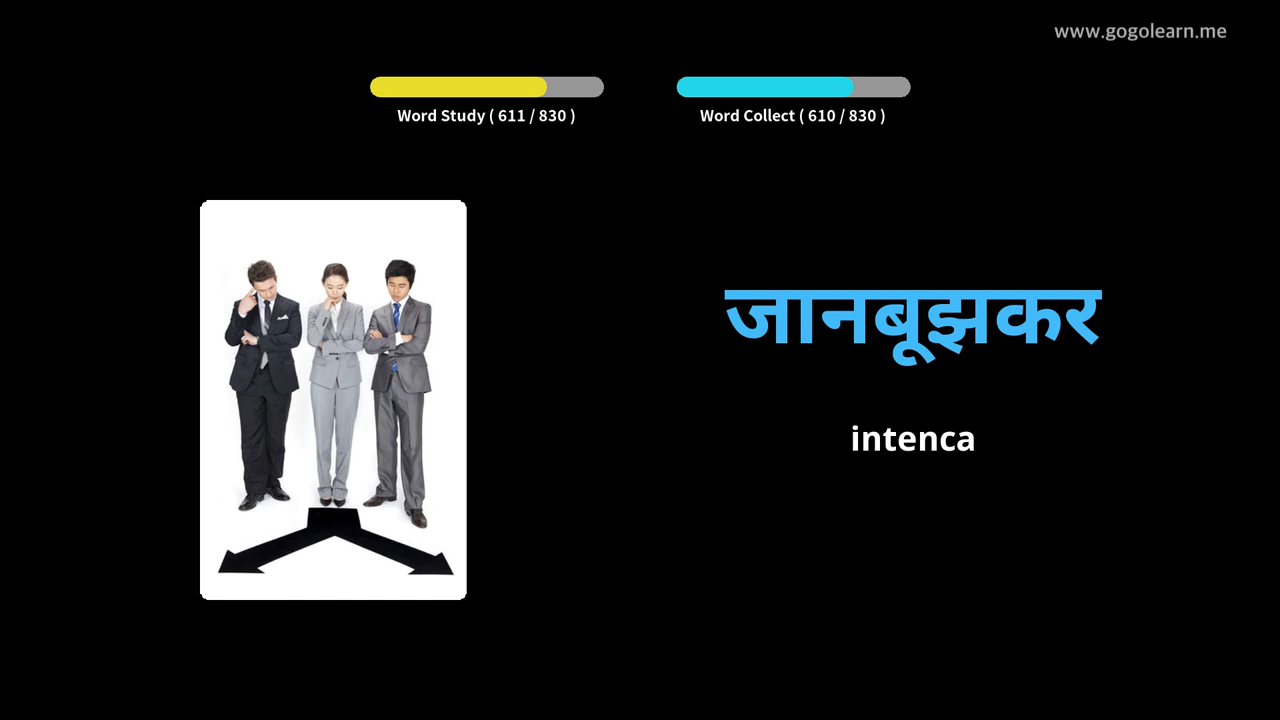 www.gogolearn.me
Word Study ( 611 / 830 )
Word Collect ( 610 / 830 )
जानबूझकर
intenca